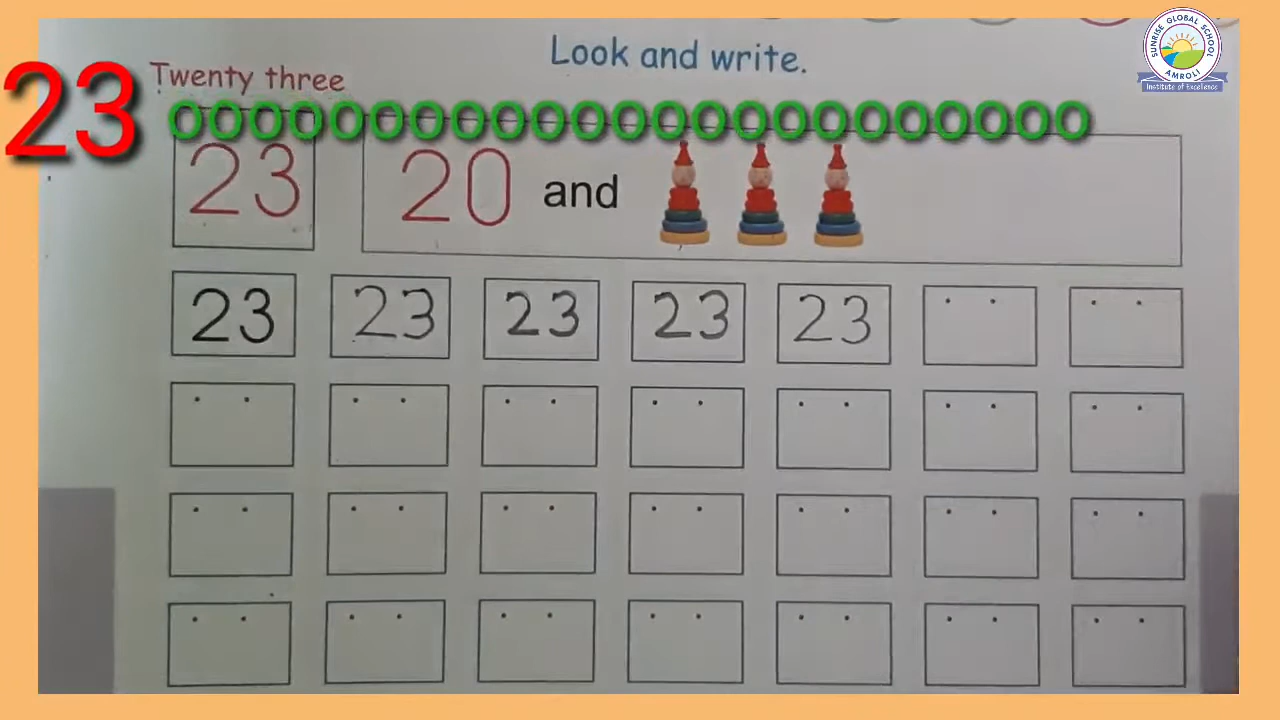 SUNRISE GLOBAL SCHOOL
AMROLI
Institute of Excellence
Look and write.
Twenty three
23
OOOOOOOOOOOOOOOOOOOOOOO
23 20 and
23 23 23 23 23